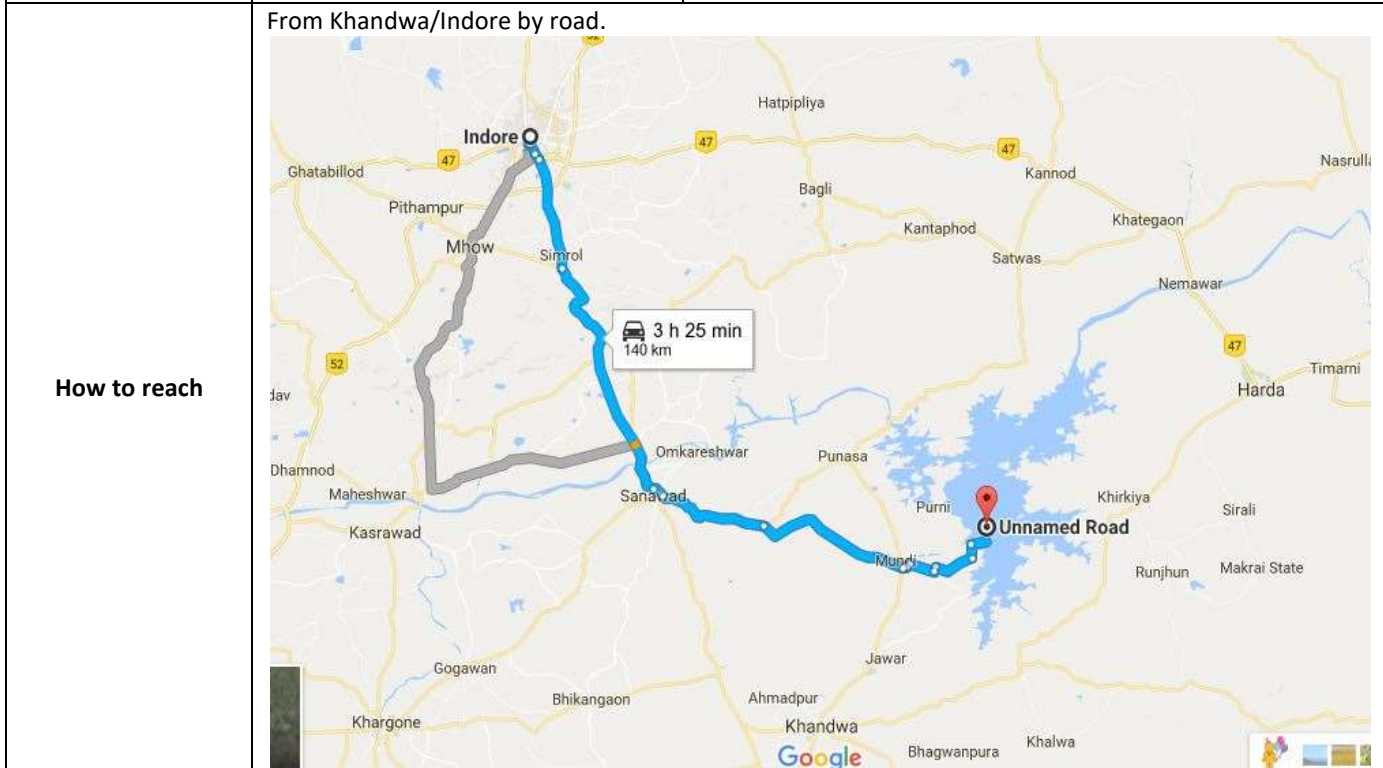 From Khandwa/Indore by road.
How to reach
52
Hatpipliya
Indore
47
47
47
Nasrulla
Ghatabillod
Kannod
Bagli
Pithampur
Khategaon
Kantaphod
Mhow
Simrol
Satwas
Nemawar
3 h 25 min
140 km
47
52
Timarni
Harda
dav
Omkareshwar
Punasa
Dhamnod
Maheshwar
Sanawad
Khirkiya
Purni
Sirali
Unnamed Road
Kasrawad
Mundi
Runjhun
Makrai State
Jawar
Gogawan
Bhikangaon
Ahmadpur
Khargone
Khandwa
Khalwa
Bhagwanpura
Google